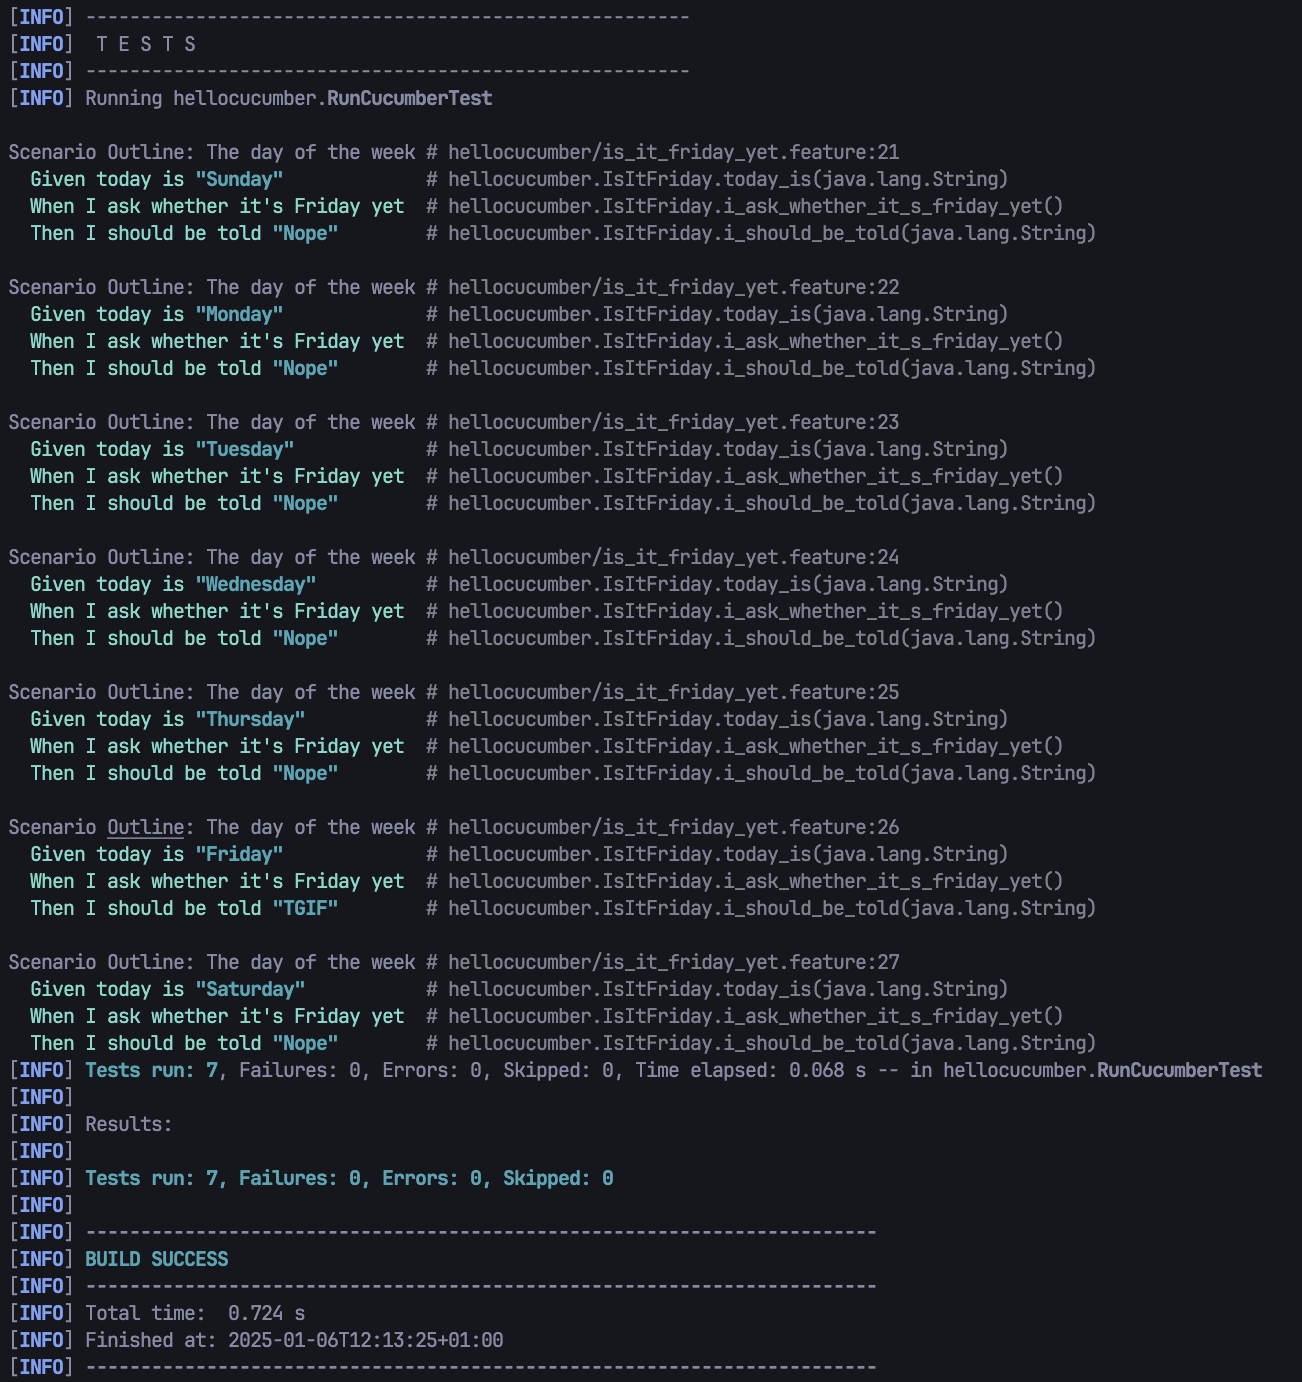 [INFO] -------------------------------------------------------
[INFO]  T E S T S
[INFO] -------------------------------------------------------
[INFO] Running hellocucumber.RunCucumberTest

Scenario Outline: The day of the week # hellocucumber/is_it_friday_yet.feature:21
  Given today is "Sunday"             # hellocucumber.IsItFriday.today_is(java.lang.String)
  When I ask whether it's Friday yet  # hellocucumber.IsItFriday.i_ask_whether_it_s_friday_yet()
  Then I should be told "Nope"        # hellocucumber.IsItFriday.i_should_be_told(java.lang.String)

Scenario Outline: The day of the week # hellocucumber/is_it_friday_yet.feature:22
  Given today is "Monday"             # hellocucumber.IsItFriday.today_is(java.lang.String)
  When I ask whether it's Friday yet  # hellocucumber.IsItFriday.i_ask_whether_it_s_friday_yet()
  Then I should be told "Nope"        # hellocucumber.IsItFriday.i_should_be_told(java.lang.String)

Scenario Outline: The day of the week # hellocucumber/is_it_friday_yet.feature:23
  Given today is "Tuesday"            # hellocucumber.IsItFriday.today_is(java.lang.String)
  When I ask whether it's Friday yet  # hellocucumber.IsItFriday.i_ask_whether_it_s_friday_yet()
  Then I should be told "Nope"        # hellocucumber.IsItFriday.i_should_be_told(java.lang.String)

Scenario Outline: The day of the week # hellocucumber/is_it_friday_yet.feature:24
  Given today is "Wednesday"          # hellocucumber.IsItFriday.today_is(java.lang.String)
  When I ask whether it's Friday yet  # hellocucumber.IsItFriday.i_ask_whether_it_s_friday_yet()
  Then I should be told "Nope"        # hellocucumber.IsItFriday.i_should_be_told(java.lang.String)

Scenario Outline: The day of the week # hellocucumber/is_it_friday_yet.feature:25
  Given today is "Thursday"           # hellocucumber.IsItFriday.today_is(java.lang.String)
  When I ask whether it's Friday yet  # hellocucumber.IsItFriday.i_ask_whether_it_s_friday_yet()
  Then I should be told "Nope"        # hellocucumber.IsItFriday.i_should_be_told(java.lang.String)

Scenario Outline: The day of the week # hellocucumber/is_it_friday_yet.feature:26
  Given today is "Friday"             # hellocucumber.IsItFriday.today_is(java.lang.String)
  When I ask whether it's Friday yet  # hellocucumber.IsItFriday.i_ask_whether_it_s_friday_yet()
  Then I should be told "TGIF"        # hellocucumber.IsItFriday.i_should_be_told(java.lang.String)

Scenario Outline: The day of the week # hellocucumber/is_it_friday_yet.feature:27
  Given today is "Saturday"           # hellocucumber.IsItFriday.today_is(java.lang.String)
  When I ask whether it's Friday yet  # hellocucumber.IsItFriday.i_ask_whether_it_s_friday_yet()
  Then I should be told "Nope"        # hellocucumber.IsItFriday.i_should_be_told(java.lang.String)
[INFO] Tests run: 7, Failures: 0, Errors: 0, Skipped: 0, Time elapsed: 0.068 s -- in hellocucumber.RunCucumberTest
[INFO]
[INFO] Results:
[INFO]
[INFO] Tests run: 7, Failures: 0, Errors: 0, Skipped: 0
[INFO]
[INFO] ------------------------------------------------------------------------
[INFO] BUILD SUCCESS
[INFO] ------------------------------------------------------------------------
[INFO] Total time:  0.724 s
[INFO] Finished at: 2025-01-06T12:13:25+01:00
[INFO] ------------------------------------------------------------------------